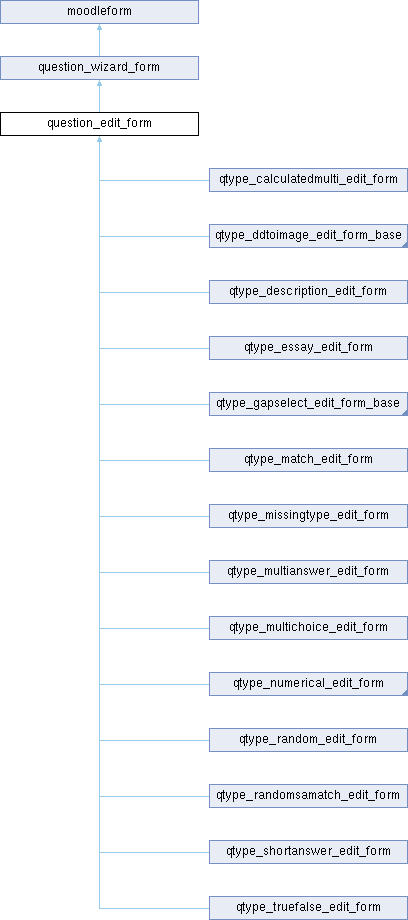 moodleform
question_wizard_form
question_edit_form
qtype_calculatedmulti_edit_form
qtype_ddtoimage_edit_form_base
qtype_description_edit_form
qtype_essay_edit_form
qtype_gapselect_edit_form_base
qtype_match_edit_form
qtype_missingtype_edit_form
qtype_multianswer_edit_form
qtype_multichoice_edit_form
qtype_numerical_edit_form
qtype_random_edit_form
qtype_randomsamatch_edit_form
qtype_shortanswer_edit_form
qtype_truefalse_edit_form